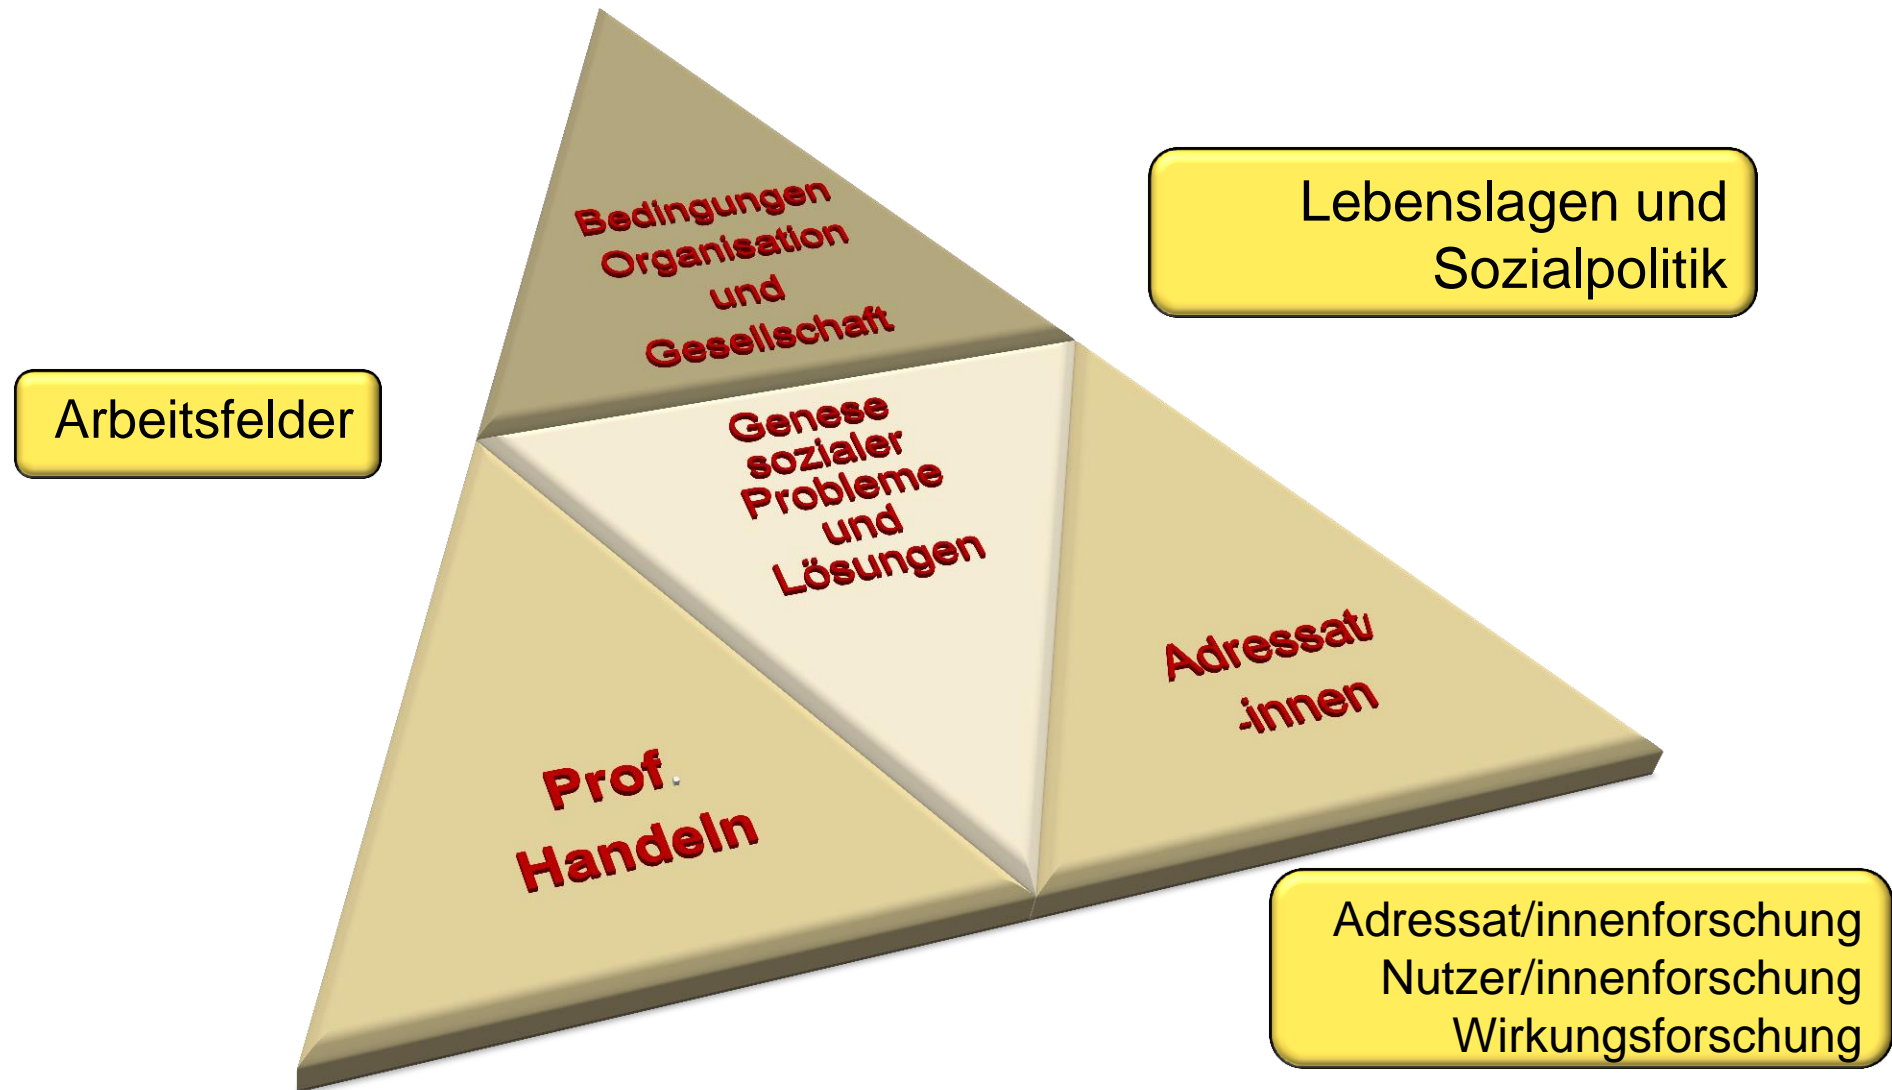 Bedingungen
Organisation
und
Gesellschaft
Lebenslagen und
Sozialpolitik
Arbeitsfelder
Genese
sozialer
Probleme
und
Lösungen
Adressat/
-innen
Prof.
Handeln
Adressat/innenforschung
Nutzer/innenforschung
Wirkungsforschung